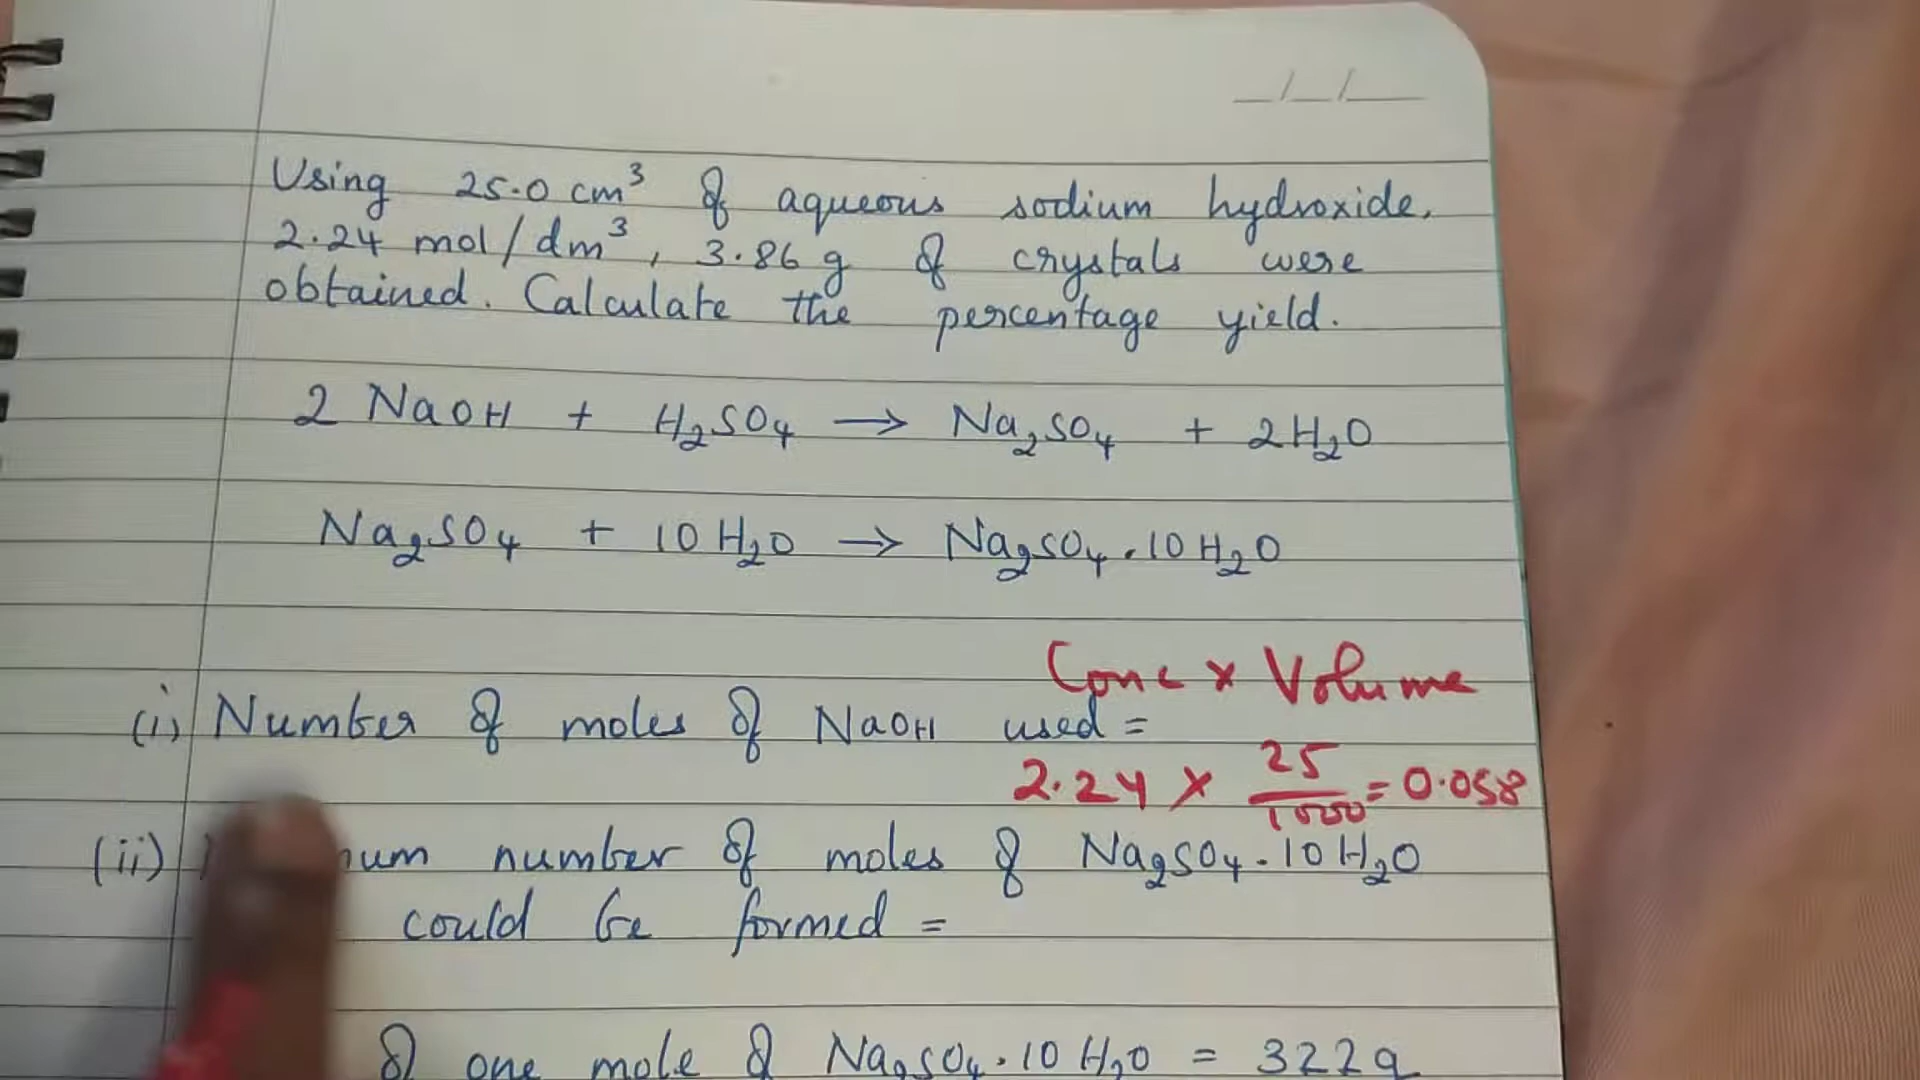 __/__/__
Using 25.0 cm³ of aqueous sodium hydroxide,
2.24 mol/dm³, 3.86 g of crystals were
obtained. Calculate the percentage yield.
2 NaOH + H₂SO₄ → Na₂SO₄ + 2H₂O
Na₂SO₄ + 10 H₂O → Na₂SO₄.10 H₂O
Conc x Volume
(i) Number of moles of NaOH used =
2.24 x 25/1000 = 0.058
(ii) number of moles of Na₂SO₄.10 H₂O
could be formed =
of one mole of Na₂SO₄.10 H₂O = 322g